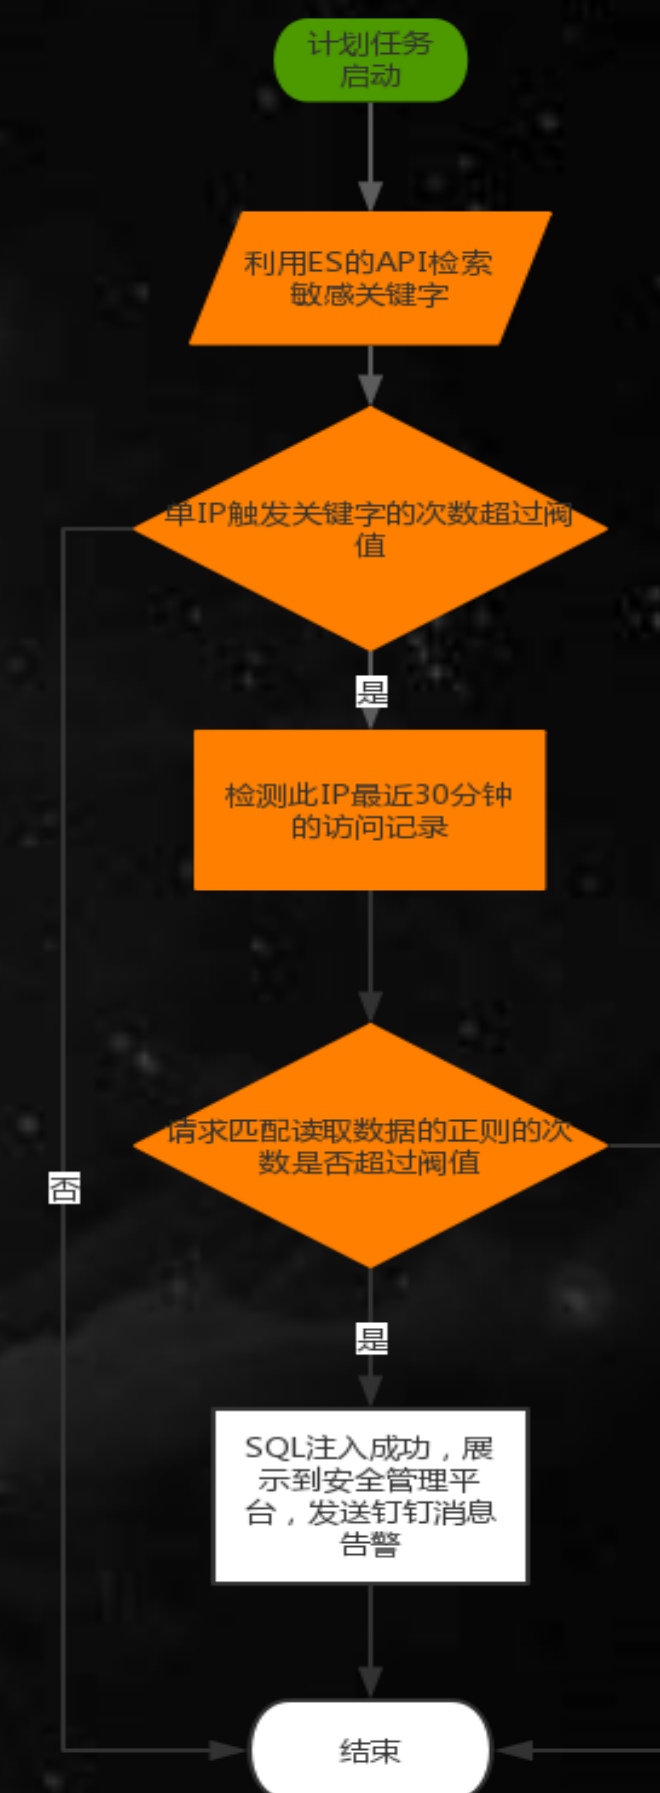 计划任务
启动
利用ES的API检索
敏感关键字
单IP触发关键字的次数超过阀
值
是
检测此IP最近30分钟
的访问记录
请求匹配读取数据的正则的次
数是否超过阀值
否
是
SQL注入成功，展
示到安全管理平
台，发送钉钉消息
告警
结束